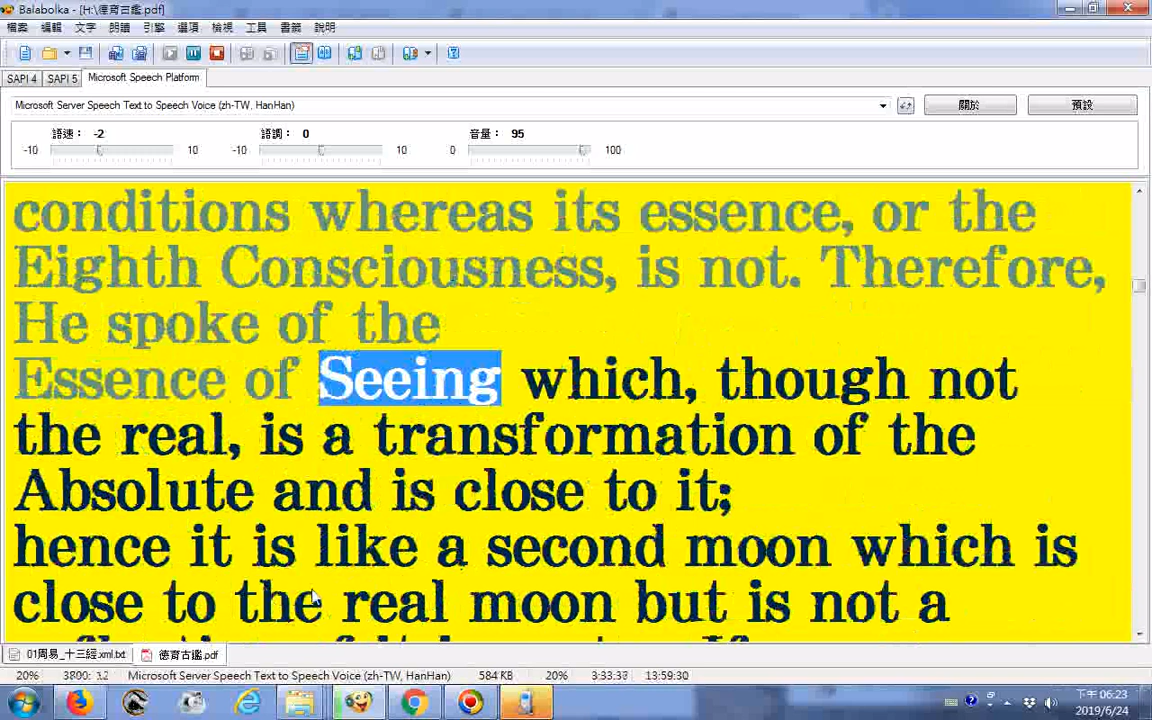 Balabolka - [H:\德育古鑑.pdf]
檔案 編輯 文字 朗讀 引擎 選項 檢視 工具 書籤 說明
SAPI 4 SAPI 5 Microsoft Speech Platform
Microsoft Server Speech Text to Speech Voice (zh-TW, HanHan) 關於 預設
語速： -2 語調： 0 音量： 95
-10 10 -10 10 0 100
conditions whereas its essence, or the
Eighth Consciousness, is not. Therefore,
He spoke of the
Essence of Seeing which, though not
the real, is a transformation of the
Absolute and is close to it;
hence it is like a second moon which is
close to the real moon but is not a
01周易_十三經.xml.txt 德育古鑑.pdf
20% Microsoft Server Speech Text to Speech Voice (zh-TW, HanHan) 584 KB 20% 3:33:33 13:59:30
下午 06:23
2019/6/24